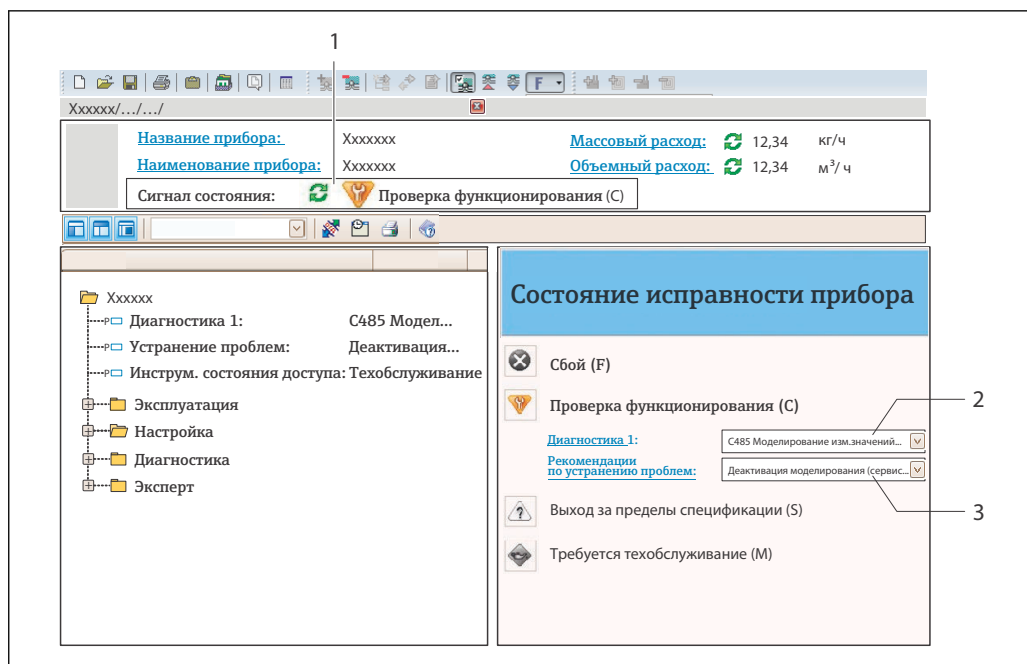 1
F
Xxxxxx/.../.../
Название прибора: Xxxxxxx Массовый расход: 12,34 кг/ч
Наименование прибора: Xxxxxxx Объемный расход: 12,34 м³/ч
Сигнал состояния: Проверка функционирования (C)
Xxxxxx
P Диагностика 1: C485 Модел...
P Устранение проблем: Деактивация...
P Инструм. состояния доступа: Техобслуживание
Эксплуатация
Настройка
Диагностика
Эксперт
Состояние исправности прибора
Сбой (F)
Проверка функционирования (C)
2
Диагностика 1: C485 Моделирование изм.значений...
Рекомендации
по устранению проблем: Деактивация моделирования (сервис...
3
Выход за пределы спецификации (S)
Требуется техобслуживание (M)